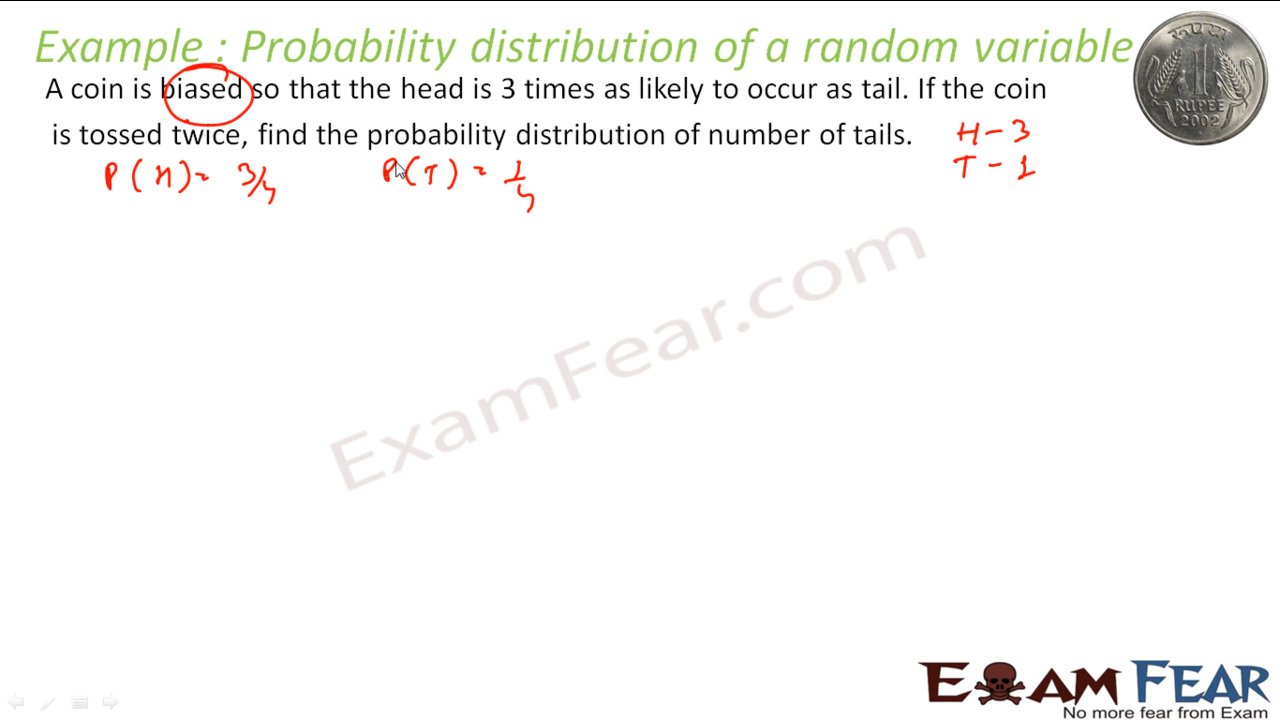 Example : Probability distribution of a random variable
A coin is biased so that the head is 3 times as likely to occur as tail. If the coin
is tossed twice, find the probability distribution of number of tails.
H - 3
T - 1
P(H) = 3/4
P(T) = 1/4
रुपया
1
RUPEE
2002
ExamFear.com
EXAM FEAR
No more fear from Exam